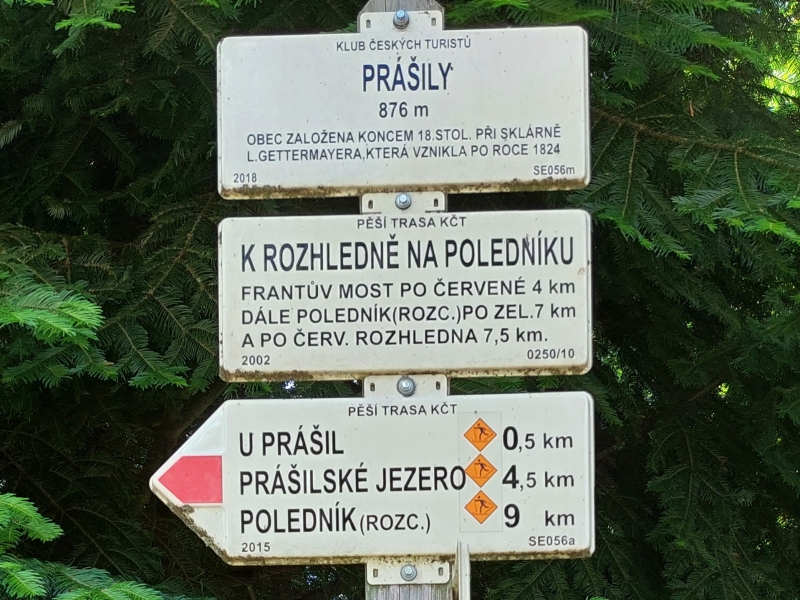 KLUB ČESKÝCH TURISTŮ
PRÁŠILY
876 m
OBEC ZALOŽENA KONCEM 18.STOL. PŘI SKLÁRNĚ
L.GETTERMAYERA,KTERÁ VZNIKLA PO ROCE 1824
2018 SE056m
PĚŠÍ TRASA KČT
K ROZHLEDNĚ NA POLEDNÍKU
FRANTŮV MOST PO ČERVENÉ 4 km
DÁLE POLEDNÍK(ROZC.)PO ZEL.7 km
A PO ČERV. ROZHLEDNA 7,5 km.
2002 0250/10
PĚŠÍ TRASA KČT
U PRÁŠIL 0,5 km
PRÁŠILSKÉ JEZERO 4,5 km
POLEDNÍK(ROZC.) 9 km
2015 SE056a